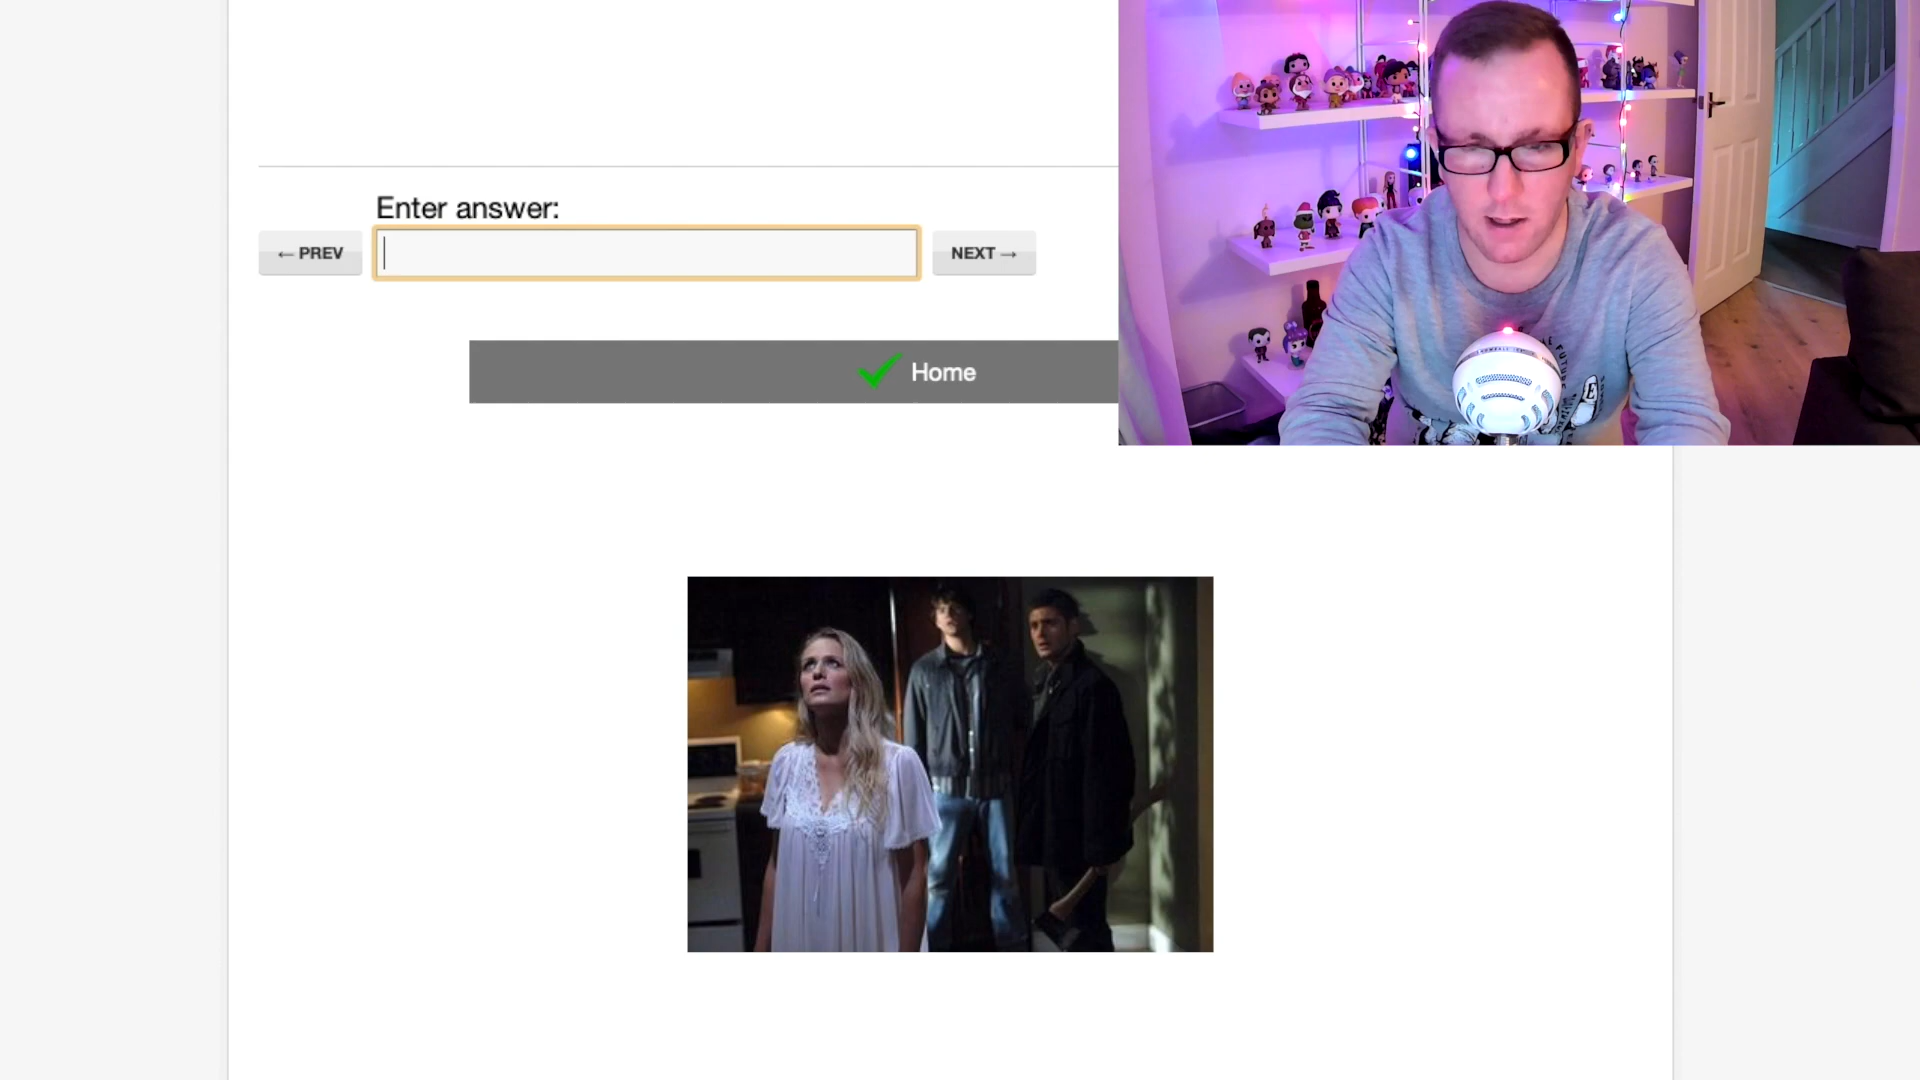 Enter answer:
← PREV
NEXT →
Home